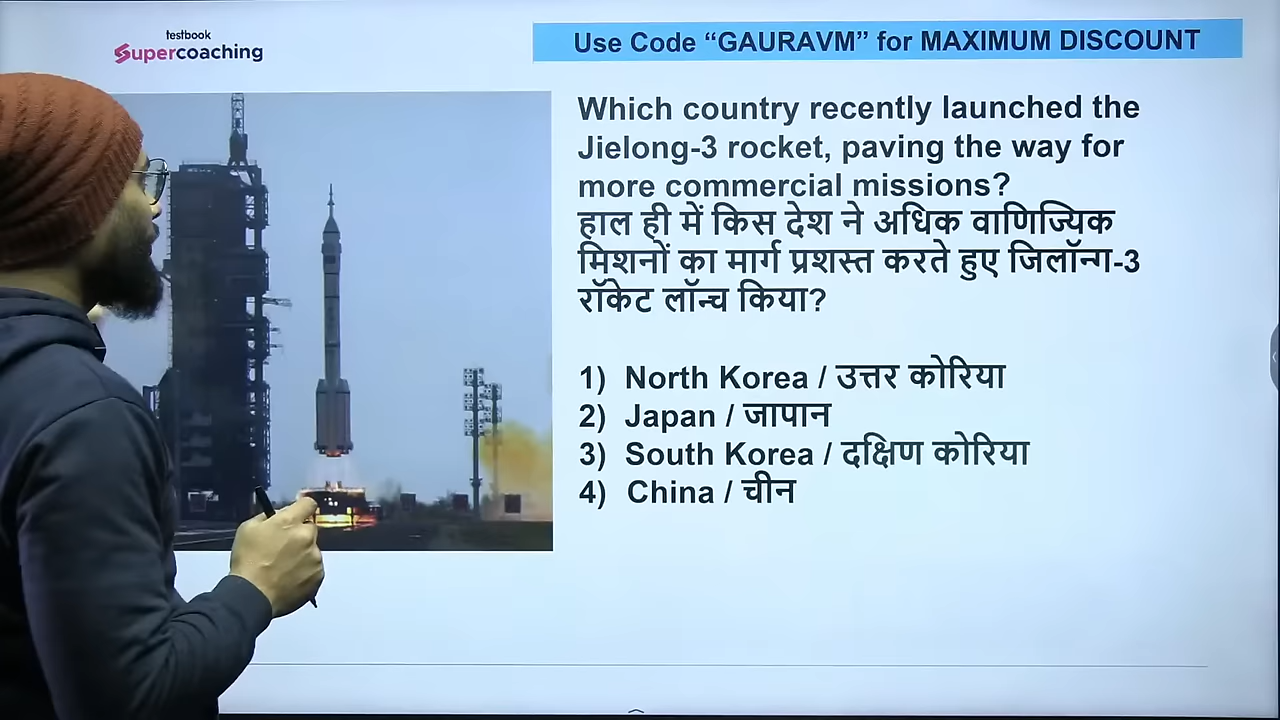 testbook
Supercoaching
Use Code “GAURAVM” for MAXIMUM DISCOUNT
Which country recently launched the
Jielong-3 rocket, paving the way for
more commercial missions?
हाल ही में किस देश ने अधिक वाणिज्यिक
मिशनों का मार्ग प्रशस्त करते हुए जिलॉन्ग-3
रॉकेट लॉन्च किया?
1) North Korea / उत्तर कोरिया
2) Japan / जापान
3) South Korea / दक्षिण कोरिया
4) China / चीन